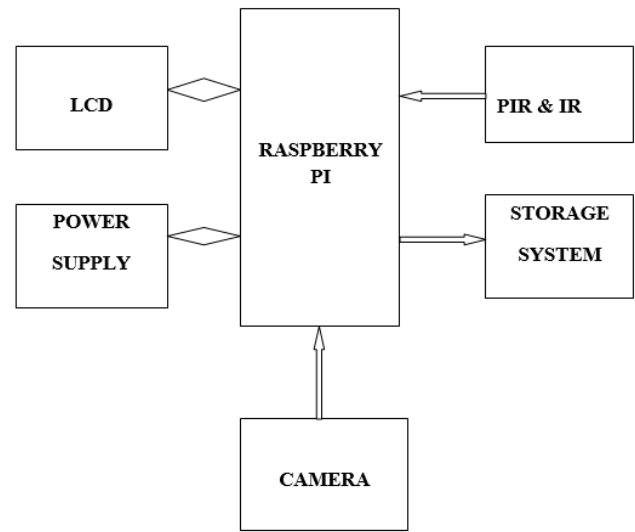 LCD
RASPBERRY
PI
PIR & IR
POWER
SUPPLY
STORAGE
SYSTEM
CAMERA